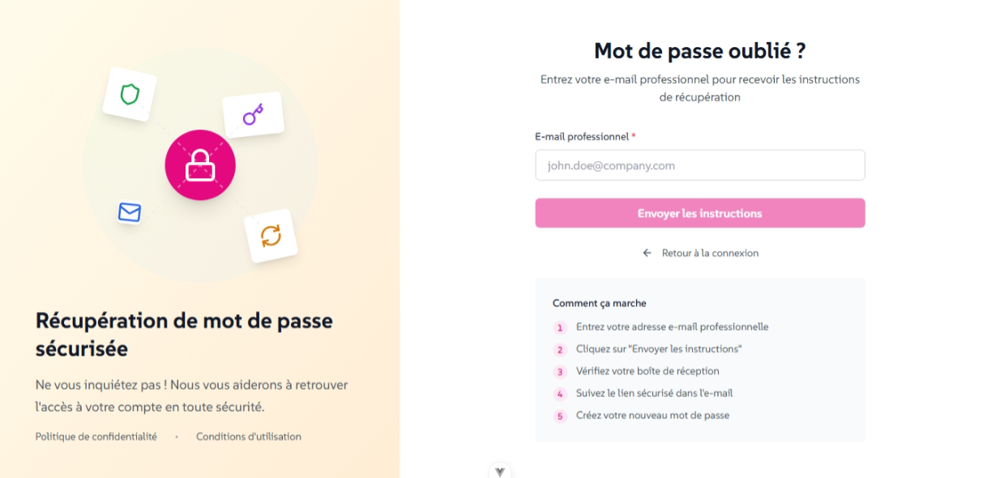 Récupération de mot de passe
sécurisée
Ne vous inquiétez pas ! Nous vous aiderons à retrouver
l'accès à votre compte en toute sécurité.
Politique de confidentialité • Conditions d'utilisation
Mot de passe oublié ?
Entrez votre e-mail professionnel pour recevoir les instructions
de récupération
E-mail professionnel *
john.doe@company.com
Envoyer les instructions
← Retour à la connexion
Comment ça marche
1 Entrez votre adresse e-mail professionnelle
2 Cliquez sur "Envoyer les instructions"
3 Vérifiez votre boîte de réception
4 Suivez le lien sécurisé dans l'e-mail
5 Créez votre nouveau mot de passe